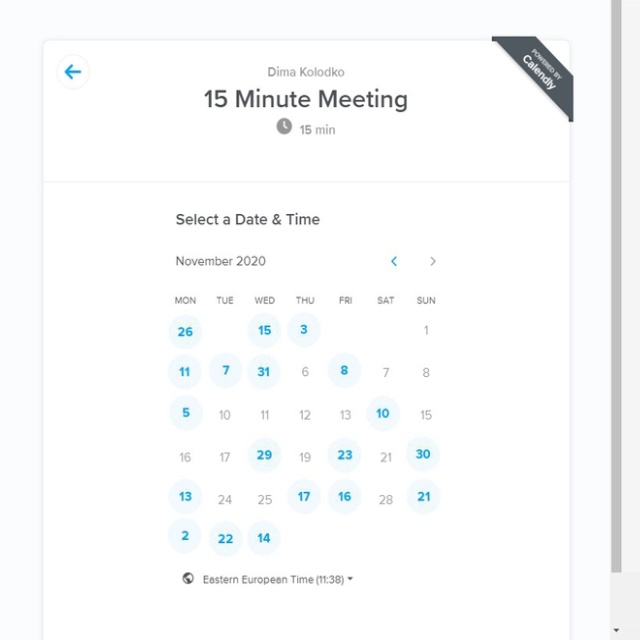 POWERED BY
Calendly
Dima Kolodko
15 Minute Meeting
15 min
Select a Date & Time
November 2020
MON TUE WED THU FRI SAT SUN
26 15 3 1
11 7 31 6 8 7 8
5 10 11 12 13 10 15
16 17 29 19 23 21 30
13 24 25 17 16 28 21
2 22 14
Eastern European Time (11:38)